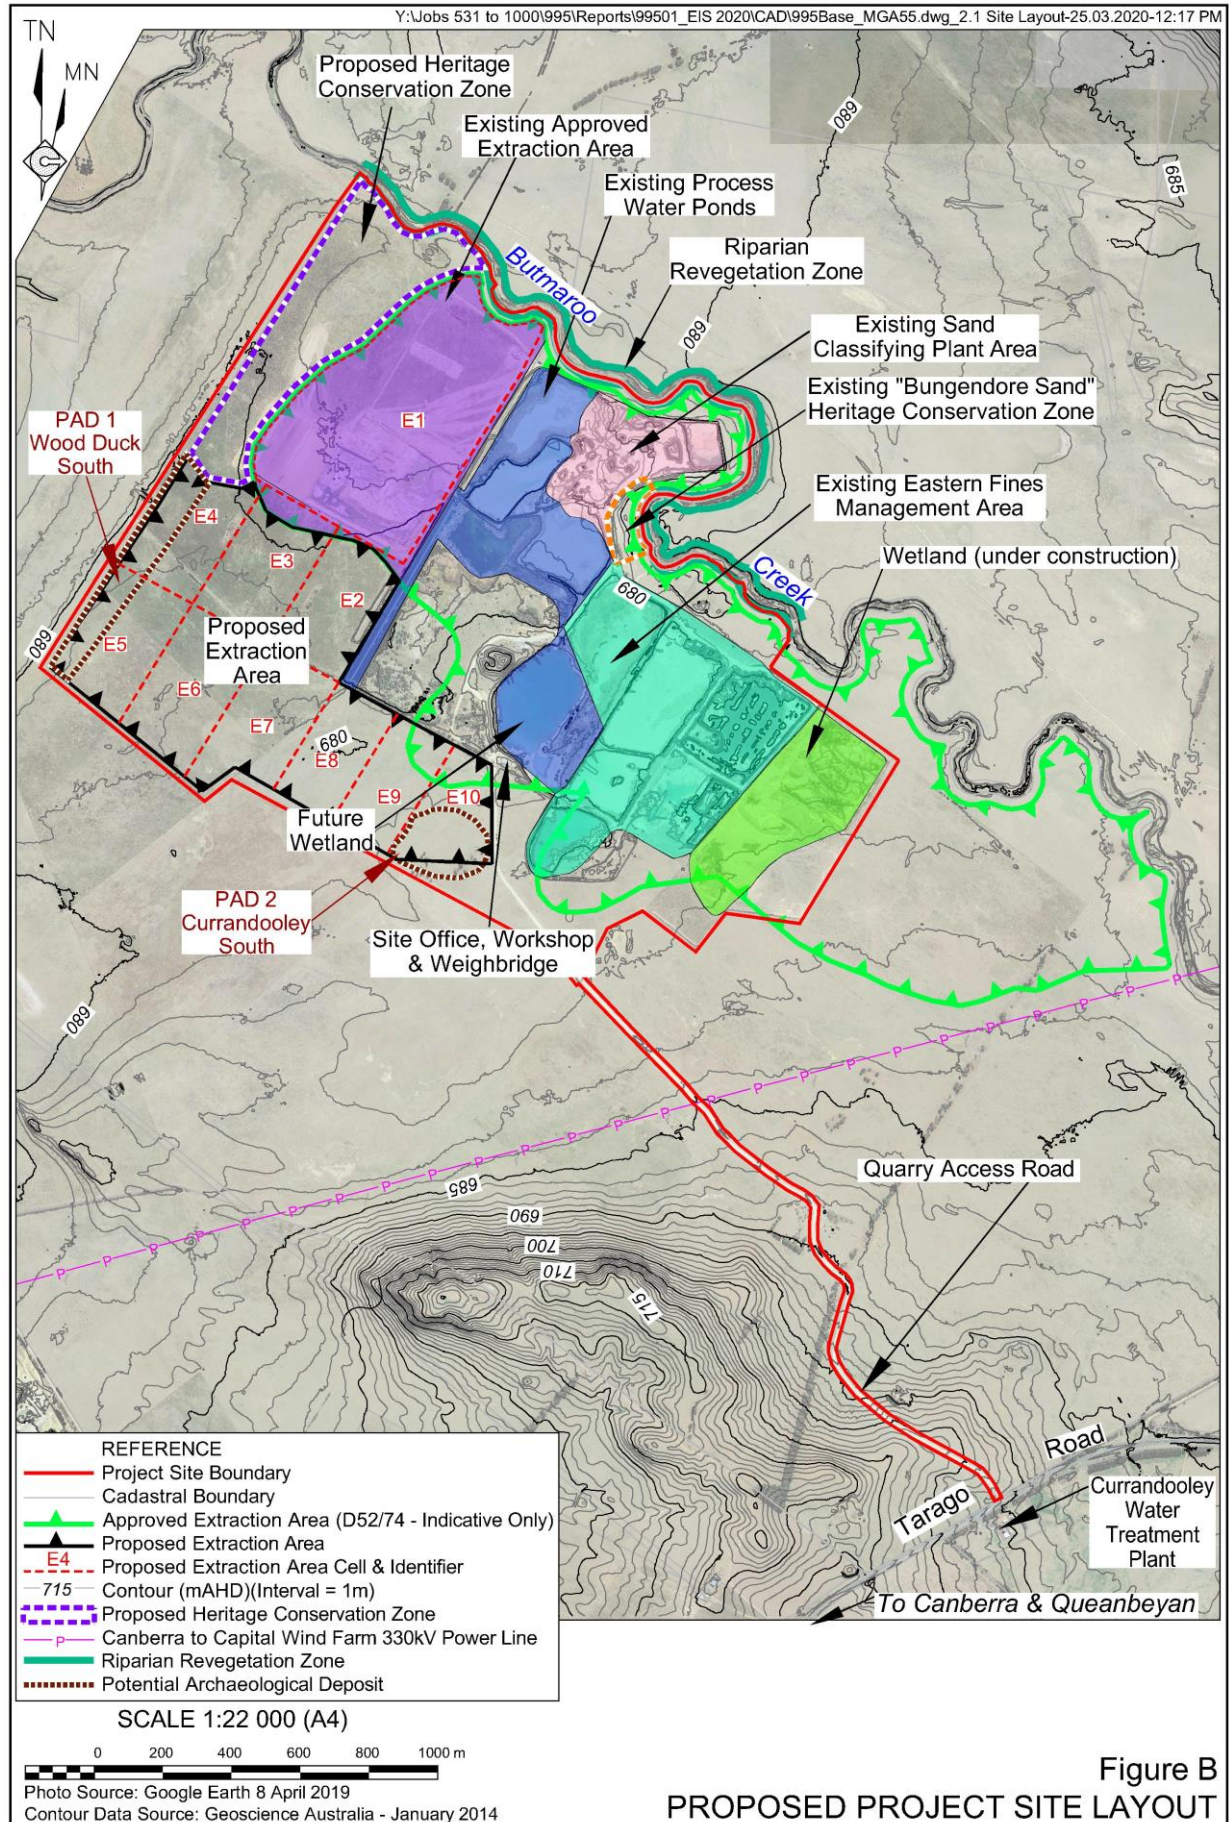 Y:\Jobs 531 to 1000\995\Reports\99501_EIS 2020\CAD\995Base_MGA55.dwg_2.1 Site Layout-25.03.2020-12:17 PM
TN
MN
Proposed Heritage
Conservation Zone
Existing Approved
Extraction Area
Existing Process
Water Ponds
Riparian
Revegetation Zone
Butmaroo
Existing Sand
Classifying Plant Area
Existing "Bungendore Sand"
Heritage Conservation Zone
Existing Eastern Fines
Management Area
Wetland (under construction)
Creek
680
685
680
680
680
680
680
PAD 1
Wood Duck
South
E1
E4
E3
E2
E5
E6
E7
E8
E9
E10
Proposed
Extraction
Area
Future
Wetland
PAD 2
Currandooley
South
Site Office, Workshop
& Weighbridge
P P P P P P P P P P P P P P P P P P P P P P P P P
Quarry Access Road
685
690
700
710
715
Tarago Road
Currandooley
Water
Treatment
Plant
To Canberra & Queanbeyan
REFERENCE
Project Site Boundary
Cadastral Boundary
Approved Extraction Area (D52/74 - Indicative Only)
Proposed Extraction Area
E4 Proposed Extraction Area Cell & Identifier
715 Contour (mAHD)(Interval = 1m)
Proposed Heritage Conservation Zone
P Canberra to Capital Wind Farm 330kV Power Line
Riparian Revegetation Zone
Potential Archaeological Deposit
SCALE 1:22 000 (A4)
0 200 400 600 800 1000 m
Photo Source: Google Earth 8 April 2019
Contour Data Source: Geoscience Australia - January 2014
Figure B
PROPOSED PROJECT SITE LAYOUT